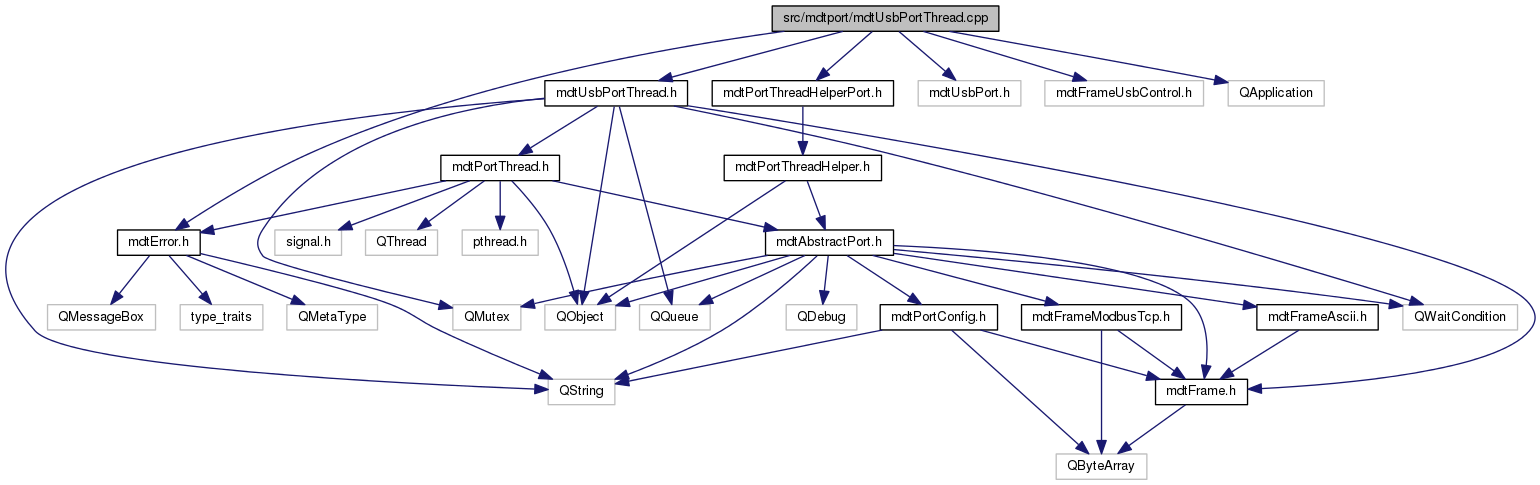 src/mdtport/mdtUsbPortThread.cpp
mdtUsbPortThread.h
mdtPortThreadHelperPort.h
mdtUsbPort.h
mdtFrameUsbControl.h
QApplication
mdtPortThread.h
mdtPortThreadHelper.h
mdtError.h
signal.h
QThread
pthread.h
mdtAbstractPort.h
QMessageBox
type_traits
QMetaType
QMutex
QObject
QQueue
QDebug
mdtPortConfig.h
mdtFrameModbusTcp.h
mdtFrameAscii.h
QWaitCondition
QString
mdtFrame.h
QByteArray